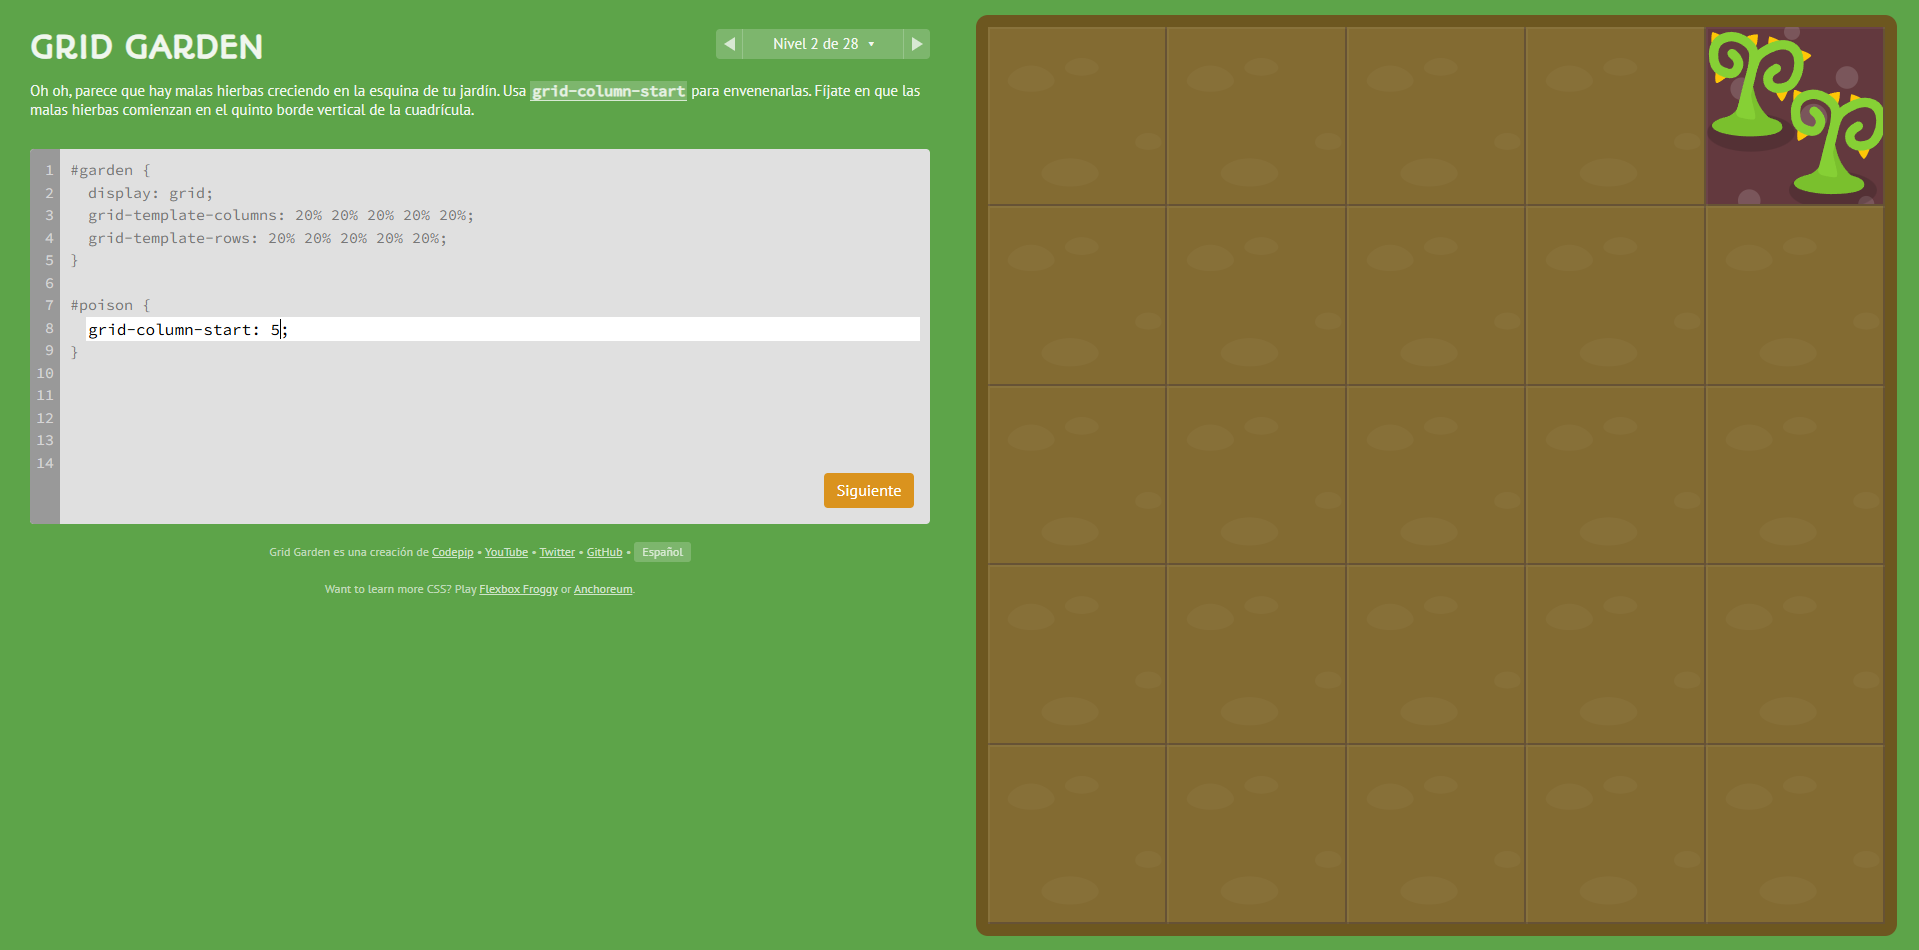 GRID GARDEN
Nivel 2 de 28
Oh oh, parece que hay malas hierbas creciendo en la esquina de tu jardín. Usa grid-column-start para envenenarlas. Fíjate en que las
malas hierbas comienzan en el quinto borde vertical de la cuadrícula.
1 #garden {
2 display: grid;
3 grid-template-columns: 20% 20% 20% 20% 20%;
4 grid-template-rows: 20% 20% 20% 20% 20%;
5 }
6
7 #poison {
8 grid-column-start: 5;
9 }
10
11
12
13
14
Siguiente
Grid Garden es una creación de Codepip • YouTube • Twitter • GitHub • Español
Want to learn more CSS? Play Flexbox Froggy or Anchoreum.